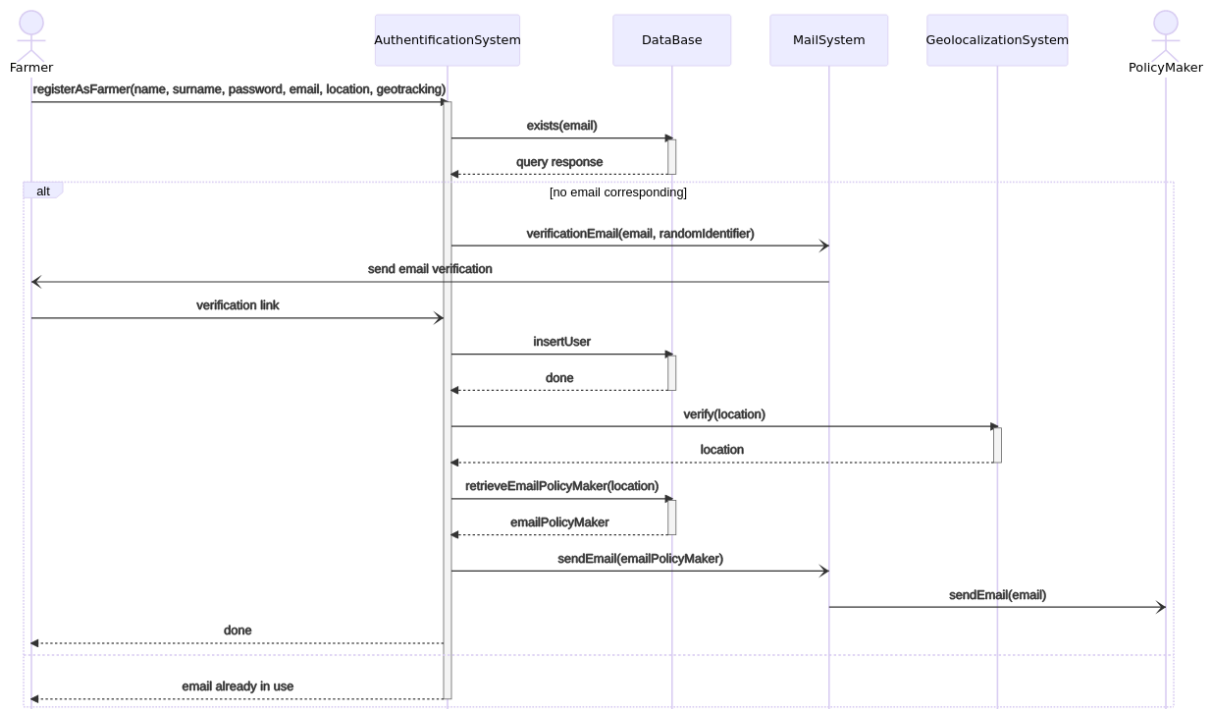 Farmer
AuthentificationSystem
DataBase
MailSystem
GeolocalizationSystem
PolicyMaker
registerAsFarmer(name, surname, password, email, location, geotracking)
exists(email)
query response
alt
[no email corresponding]
verificationEmail(email, randomIdentifier)
send email verification
verification link
insertUser
done
verify(location)
location
retrieveEmailPolicyMaker(location)
emailPolicyMaker
sendEmail(emailPolicyMaker)
sendEmail(email)
done
email already in use